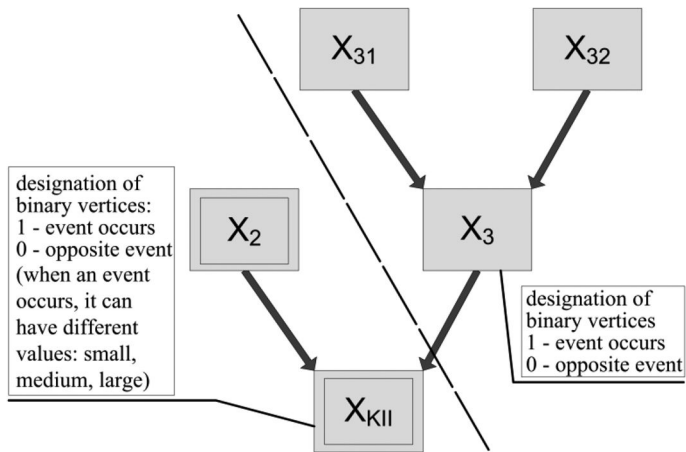 X31
X32
designation of
binary vertices:
1 - event occurs
0 - opposite event
(when an event
occurs, it can
have different
values: small,
medium, large)
X2
X3
designation of
binary vertices
1 - event occurs
0 - opposite event
XKII